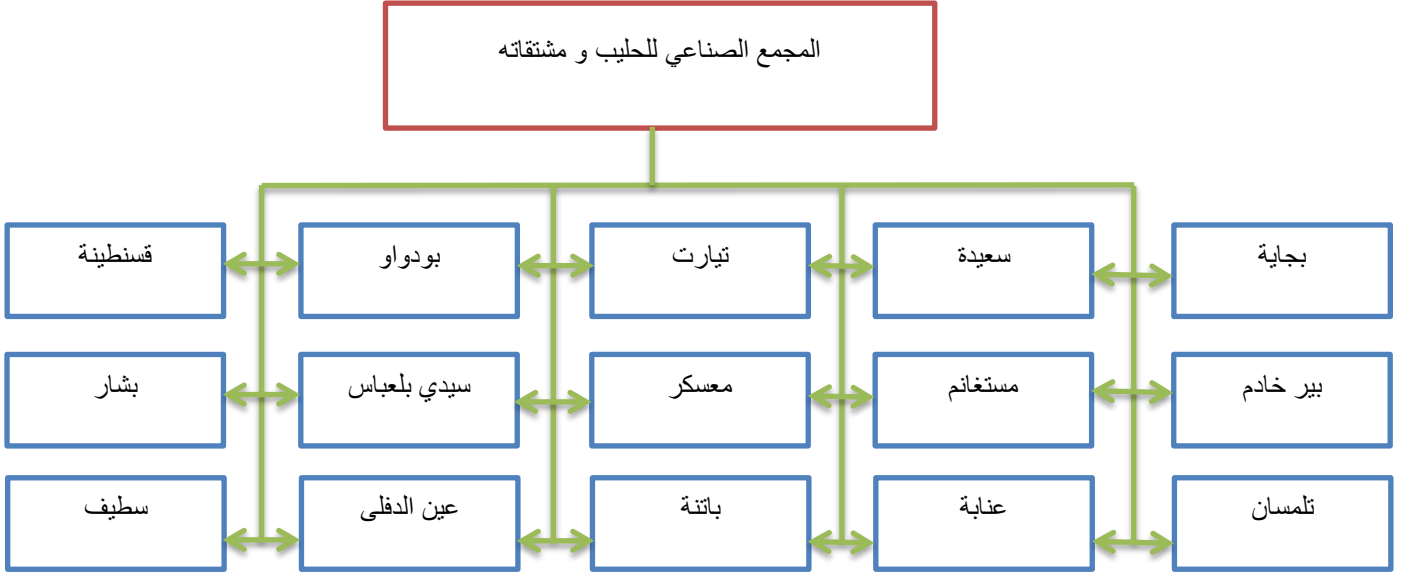 المجمع الصناعي للحليب و مشتقاته
بجاية
سعيدة
تيارت
بودواو
قسنطينة
بير خادم
مستغانم
معسكر
سيدي بلعباس
بشار
تلمسان
عنابة
باتنة
عين الدفلى
سطيف